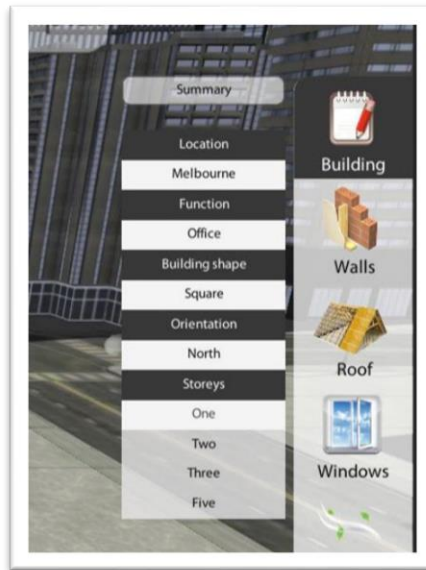 Summary
Location
Melbourne
Function
Office
Building shape
Square
Orientation
North
Storeys
One
Two
Three
Five
Building
Walls
Roof
Windows